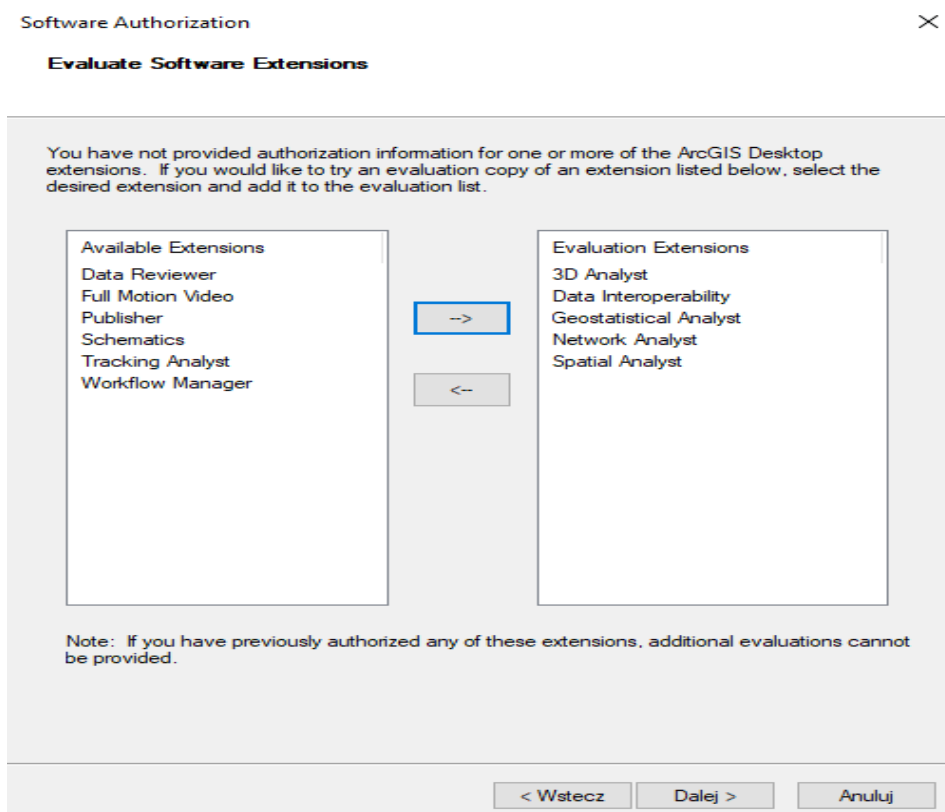 Software Authorization
Evaluate Software Extensions
You have not provided authorization information for one or more of the ArcGIS Desktop
extensions. If you would like to try an evaluation copy of an extension listed below, select the
desired extension and add it to the evaluation list.
Available Extensions
Data Reviewer
Full Motion Video
Publisher
Schematics
Tracking Analyst
Workflow Manager
-->
<--
Evaluation Extensions
3D Analyst
Data Interoperability
Geostatistical Analyst
Network Analyst
Spatial Analyst
Note: If you have previously authorized any of these extensions, additional evaluations cannot
be provided.
< Wstecz
Dalej >
Anuluj